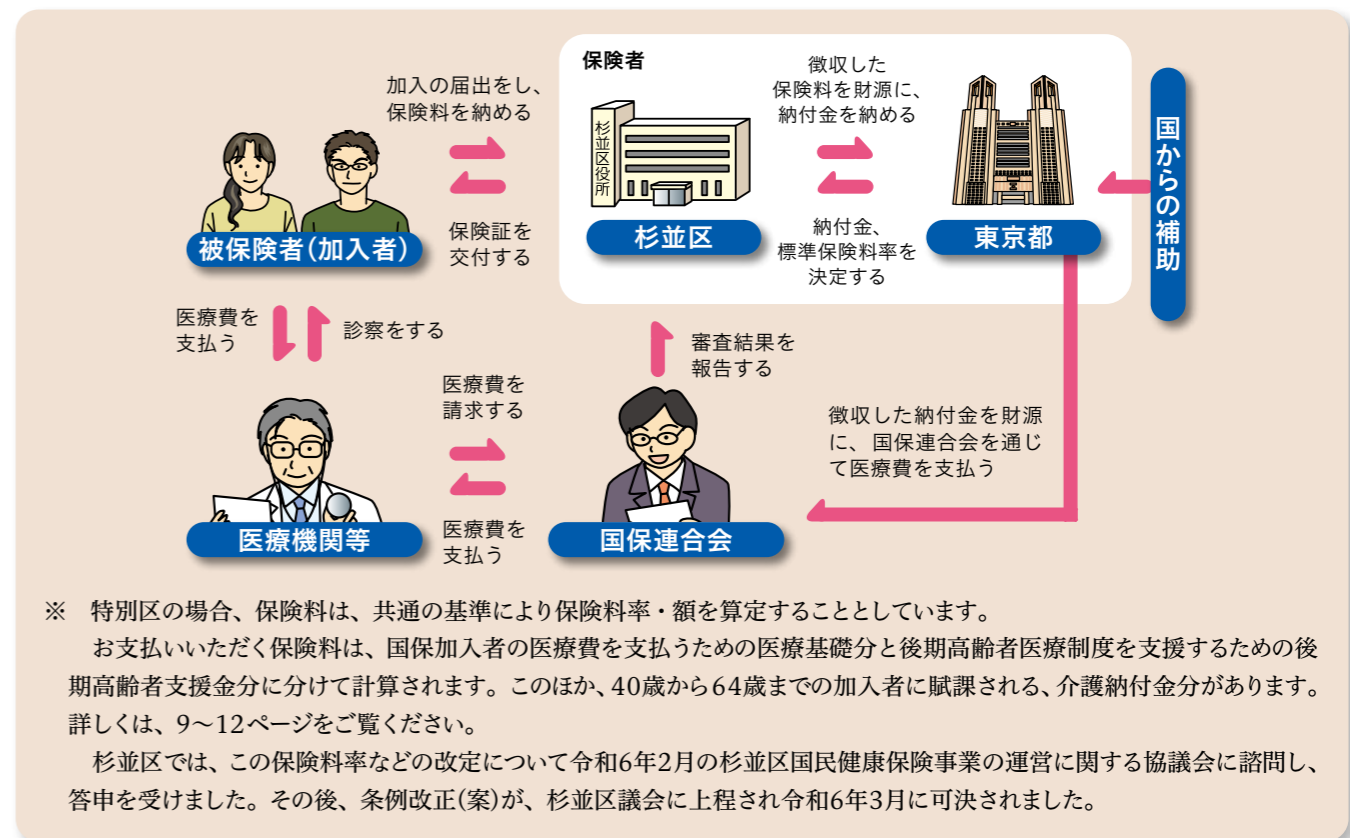 保険者
加入の届出をし、
保険料を納める
徴収した
保険料を財源に、
納付金を納める
杉並区役所
国からの補助
保険証を
交付する
納付金、
標準保険料率を
決定する
被保険者(加入者)
杉並区
東京都
医療費を
支払う
診察をする
審査結果を
報告する
医療費を
請求する
徴収した納付金を財源
に、国保連合会を通じ
て医療費を支払う
医療費を
支払う
医療機関等
国保連合会
※　特別区の場合、保険料は、共通の基準により保険料率・額を算定することとしています。
お支払いいただく保険料は、国保加入者の医療費を支払うための医療基礎分と後期高齢者医療制度を支援するための後
期高齢者支援金分に分けて計算されます。このほか、40歳から64歳までの加入者に賦課される、介護納付金分があります。
詳しくは、9～12ページをご覧ください。
杉並区では、この保険料率などの改定について令和6年2月の杉並区国民健康保険事業の運営に関する協議会に諮問し、
答申を受けました。その後、条例改正(案)が、杉並区議会に上程され令和6年3月に可決されました。